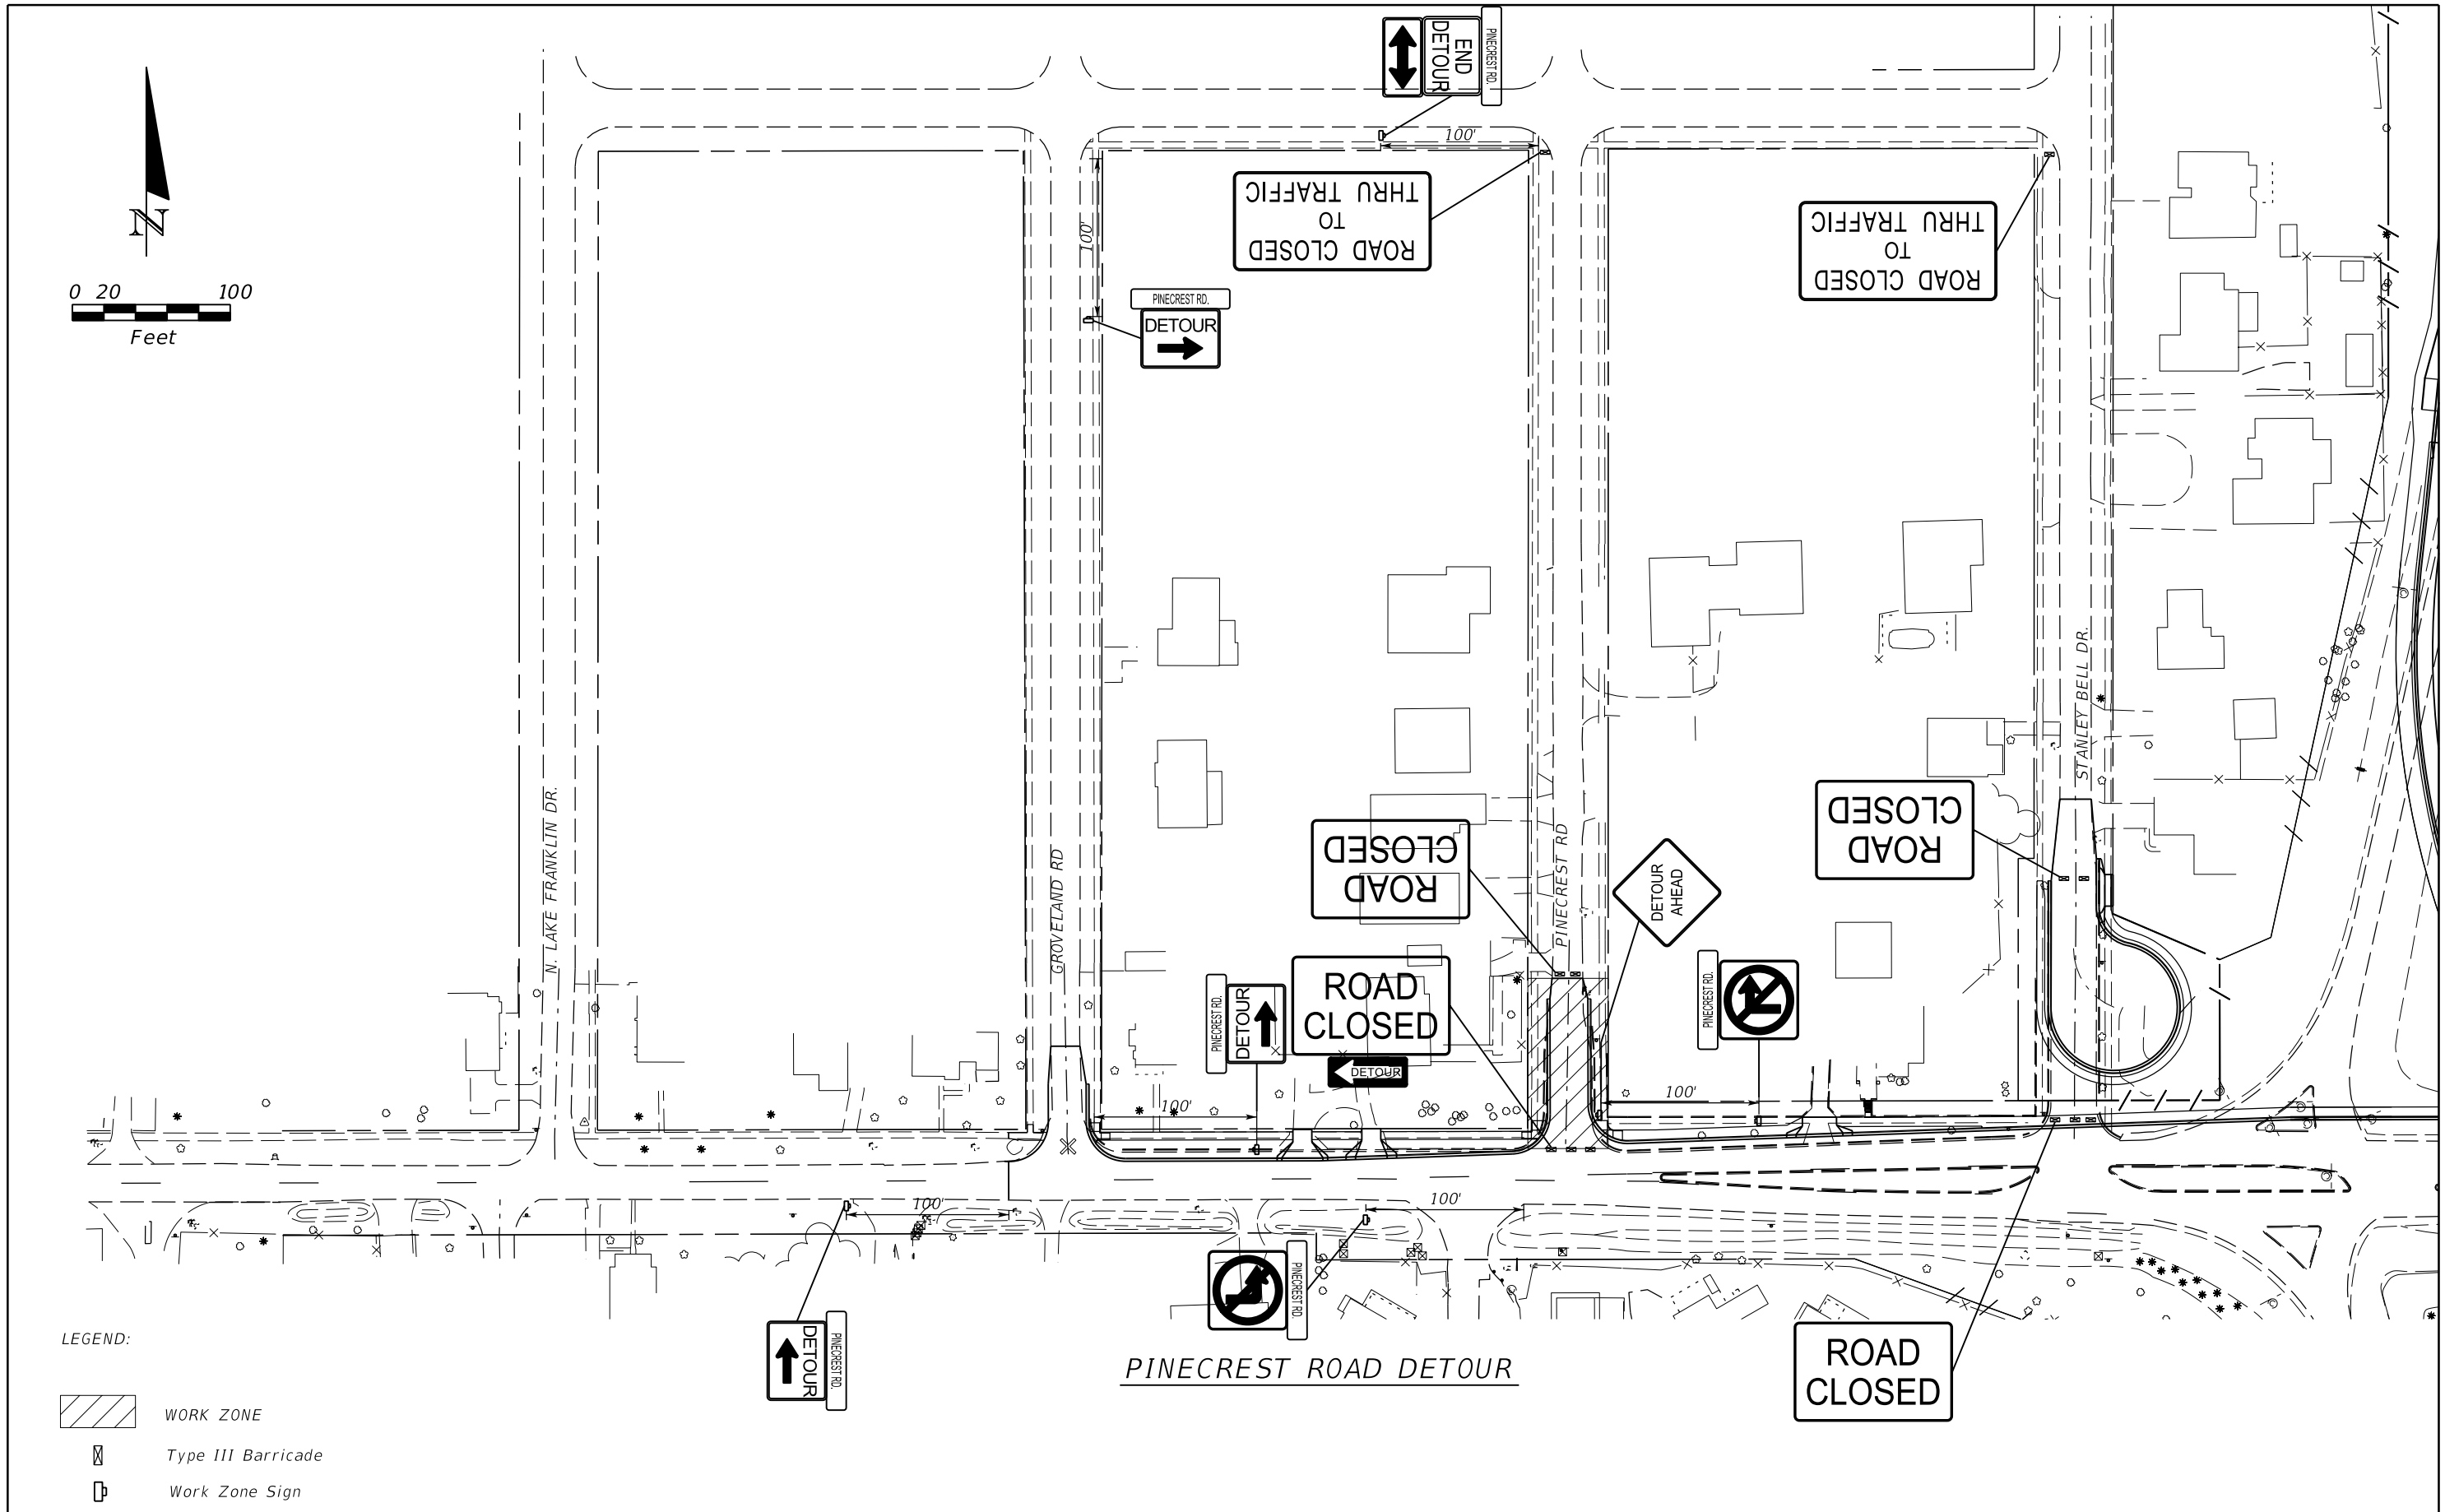 PINECREST RD.
END
DETOUR
100'
ROAD CLOSED
TO
THRU TRAFFIC
ROAD CLOSED
TO
THRU TRAFFIC
100'
N
0 20 100
Feet
PINECREST RD.
DETOUR
N. LAKE FRANKLIN DR.
GROVELAND RD
PINECREST RD
STANLEY BELL DR.
ROAD
CLOSED
ROAD
CLOSED
DETOUR
AHEAD
PINECREST RD.
DETOUR
ROAD
CLOSED
DETOUR
PINECREST RD.
100'
100'
100'
100'
PINECREST RD.
DETOUR
PINECREST RD.
ROAD
CLOSED
PINECREST ROAD DETOUR
LEGEND:
WORK ZONE
Type III Barricade
Work Zone Sign